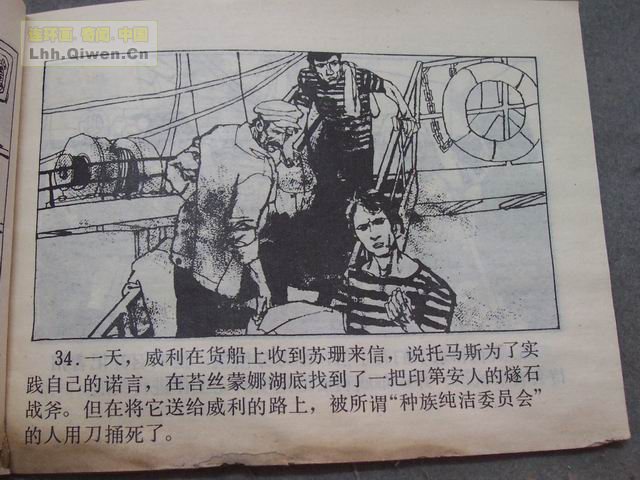 连环画.奇闻.中国
Lhh.Qiwen.Cn
34.一天，威利在货船上收到苏珊来信，说托马斯为了实
践自己的诺言，在苔丝蒙娜湖底找到了一把印第安人的燧石
战斧。但在将它送给威利的路上，被所谓“种族纯洁委员会”
的人用刀捅死了。